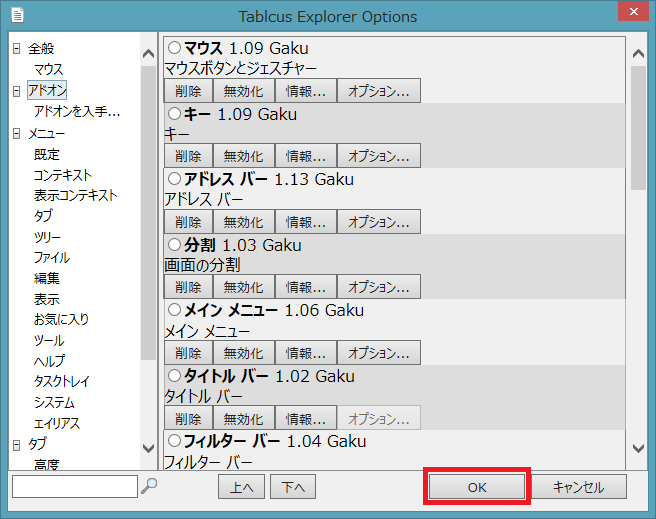 Tablcus Explorer Options
全般
マウス
アドオン
アドオンを入手...
メニュー
既定
コンテキスト
表示コンテキスト
タブ
ツリー
ファイル
編集
表示
お気に入り
ツール
ヘルプ
タスクトレイ
システム
エイリアス
タブ
高度
マウス 1.09 Gaku
マウスボタンとジェスチャー
削除 無効化 情報... オプション...
キー 1.09 Gaku
キー
削除 無効化 情報... オプション...
アドレス バー 1.13 Gaku
アドレス バー
削除 無効化 情報... オプション...
分割 1.03 Gaku
画面の分割
削除 無効化 情報... オプション...
メイン メニュー 1.06 Gaku
メイン メニュー
削除 無効化 情報... オプション...
タイトル バー 1.02 Gaku
タイトル バー
削除 無効化 情報... オプション...
フィルター バー 1.04 Gaku
フィルター バー
上へ 下へ OK キャンセル